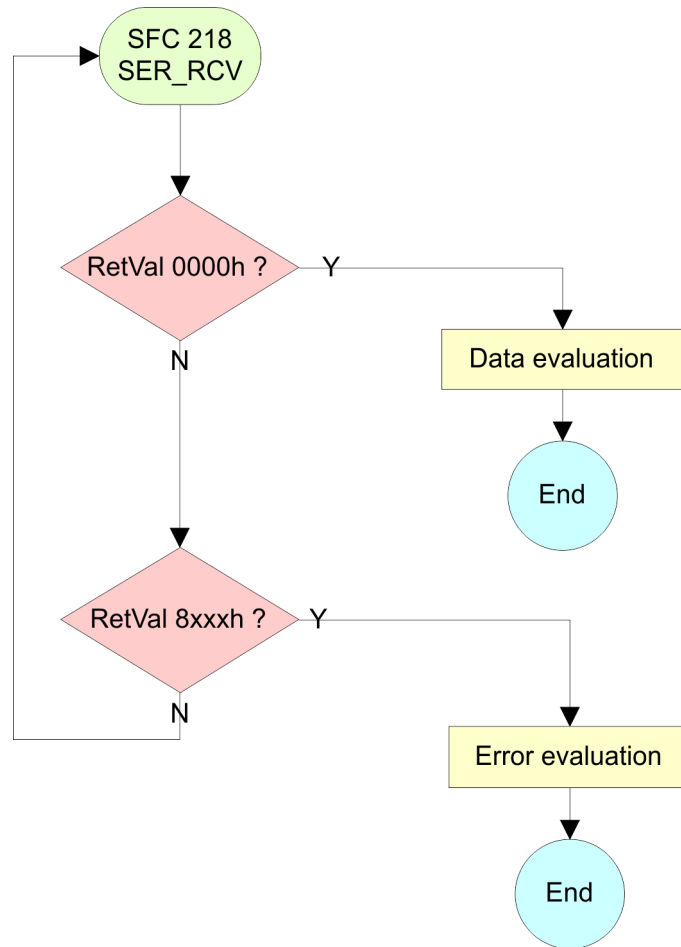 SFC 218
SER_RCV
RetVal 0000h ?
Y
N
Data evaluation
End
RetVal 8xxxh ?
Y
N
Error evaluation
End